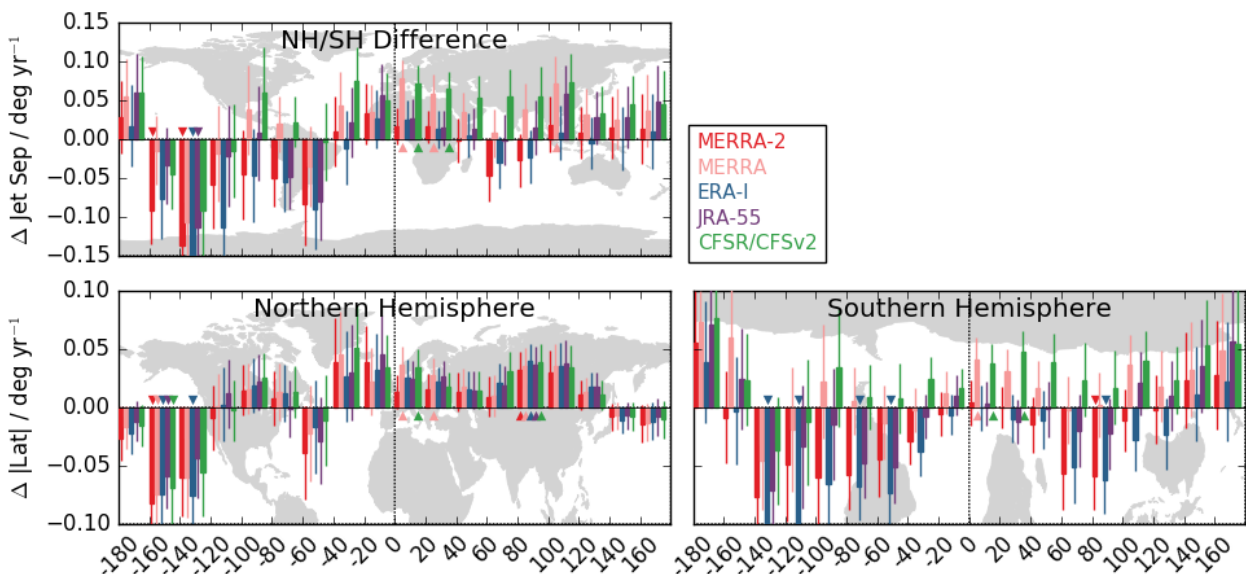 0.15
NH/SH Difference
0.10
0.05
0.00
−0.05
−0.10
−0.15
Δ Jet Sep / deg yr⁻¹
MERRA-2
MERRA
ERA-I
JRA-55
CFSR/CFSv2
0.10
Northern Hemisphere
0.05
0.00
−0.05
−0.10
Δ |Lat| / deg yr⁻¹
-180 -160 -140 -120 -100 -80 -60 -40 -20 0 20 40 60 80 100 120 140 160
Southern Hemisphere
-180 -160 -140 -120 -100 -80 -60 -40 -20 0 20 40 60 80 100 120 140 160